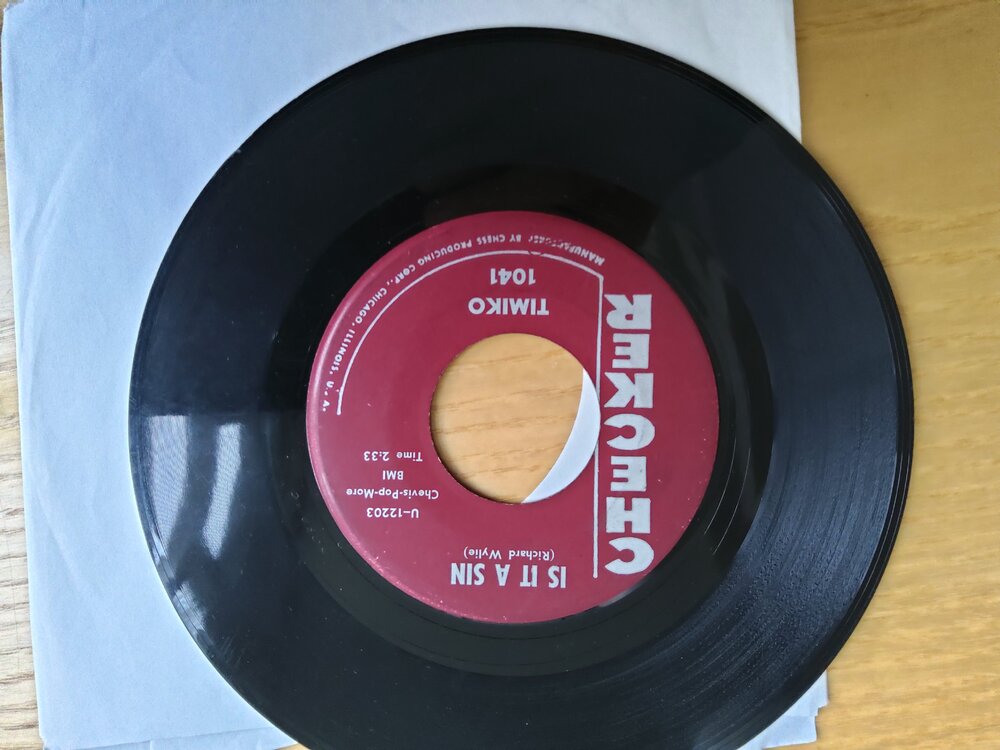 CHECKER
IS IT A SIN
(Richard Wylie)
U-12203
Chevis-Pop-More
BMI
Time 2:33
TIMIKO
1041
MANUFACTURED BY CHESS PRODUCING CORP., CHICAGO, ILLINOIS, U. S. A.